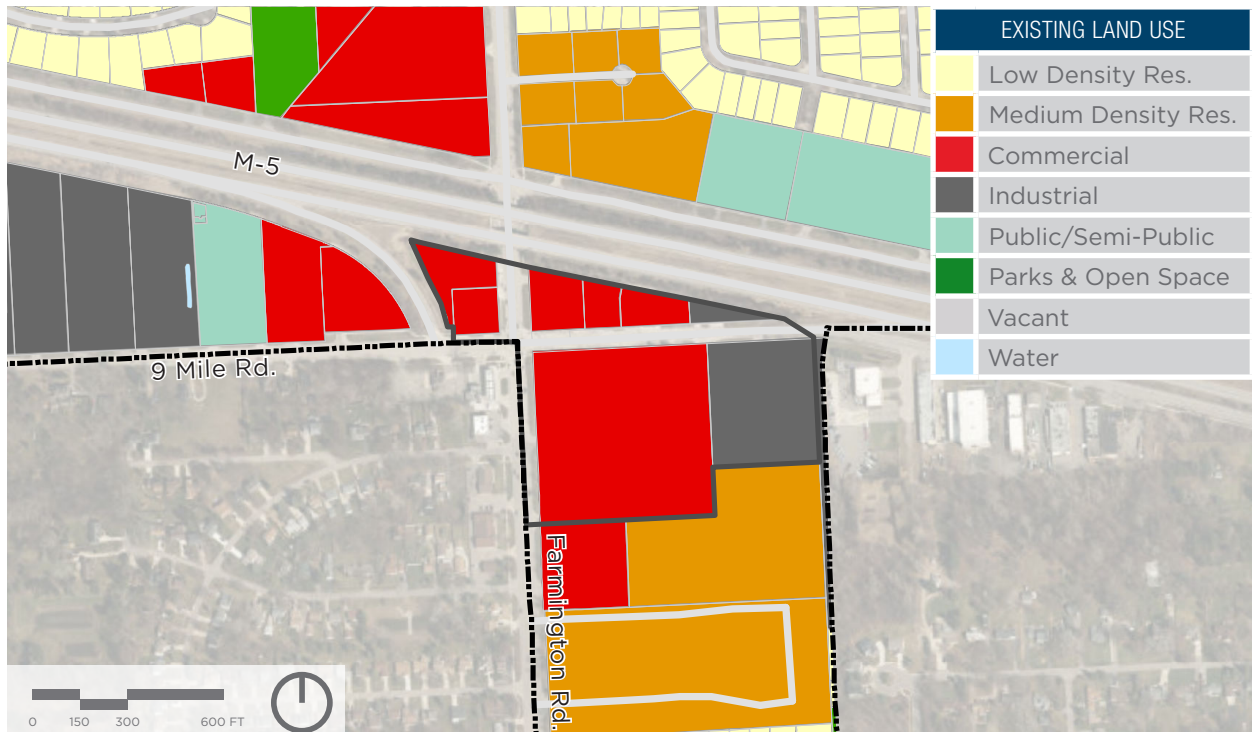 EXISTING LAND USE
Low Density Res.
Medium Density Res.
Commercial
Industrial
Public/Semi-Public
Parks & Open Space
Vacant
Water
M-5
9 Mile Rd.
Farmington Rd.
0 150 300 600 FT